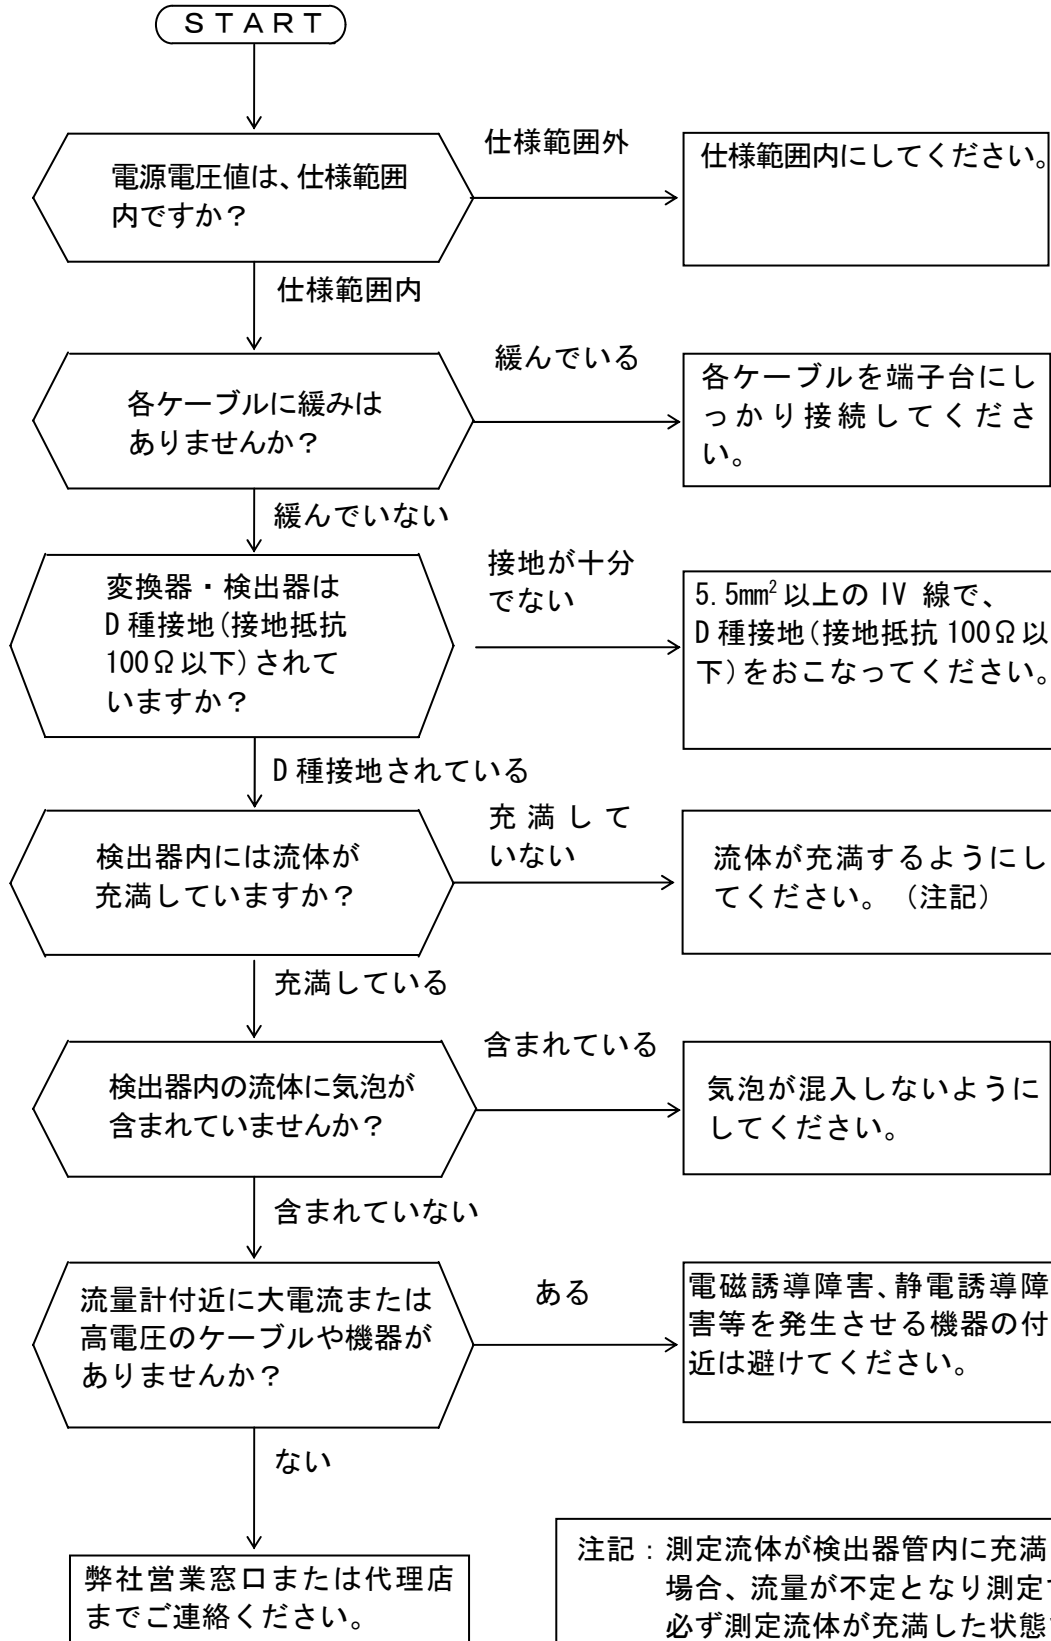 START
仕様範囲外
電源電圧値は、仕様範囲
内ですか？
仕様範囲内にしてください。
仕様範囲内
緩んでいる
各ケーブルに緩みは
ありませんか？
各ケーブルを端子台にし
っかり接続してくださ
い。
緩んでいない
接地が十分
でない
変換器・検出器は
D種接地(接地抵抗
100Ω以下)されて
いますか？
5.5mm²以上のIV 線で、
D種接地(接地抵抗100Ω以
下)をおこなってください。
D種接地されている
充満して
いない
検出器内には流体が
充満していますか？
流体が充満するようにし
てください。（注記）
充満している
含まれている
検出器内の流体に気泡が
含まれていませんか？
気泡が混入しないように
してください。
含まれていない
ある
流量計付近に大電流または
高電圧のケーブルや機器が
ありませんか？
電磁誘導障害、静電誘導障
害等を発生させる機器の付
近は避けてください。
ない
弊社営業窓口または代理店
までご連絡ください。
注記：測定流体が検出器管内に充満
場合、流量が不定となり測定
必ず測定流体が充満した状態